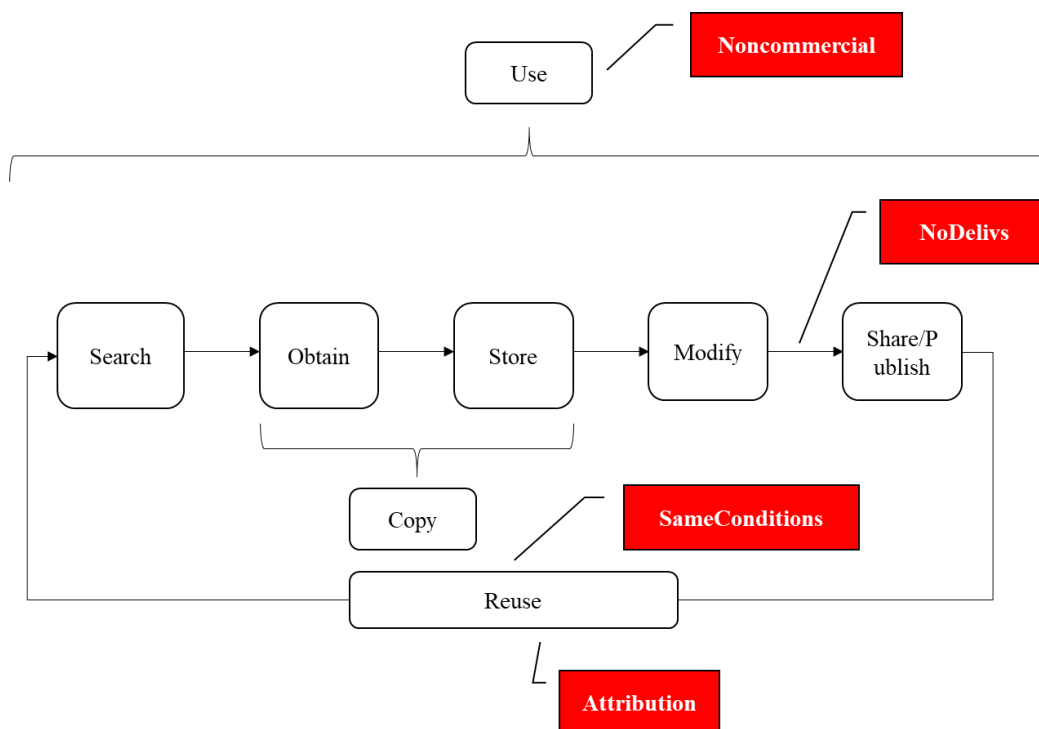 Noncommercial
Use
NoDelivs
Search
Obtain
Store
Modify
Share/P
ublish
Copy
SameConditions
Reuse
Attribution